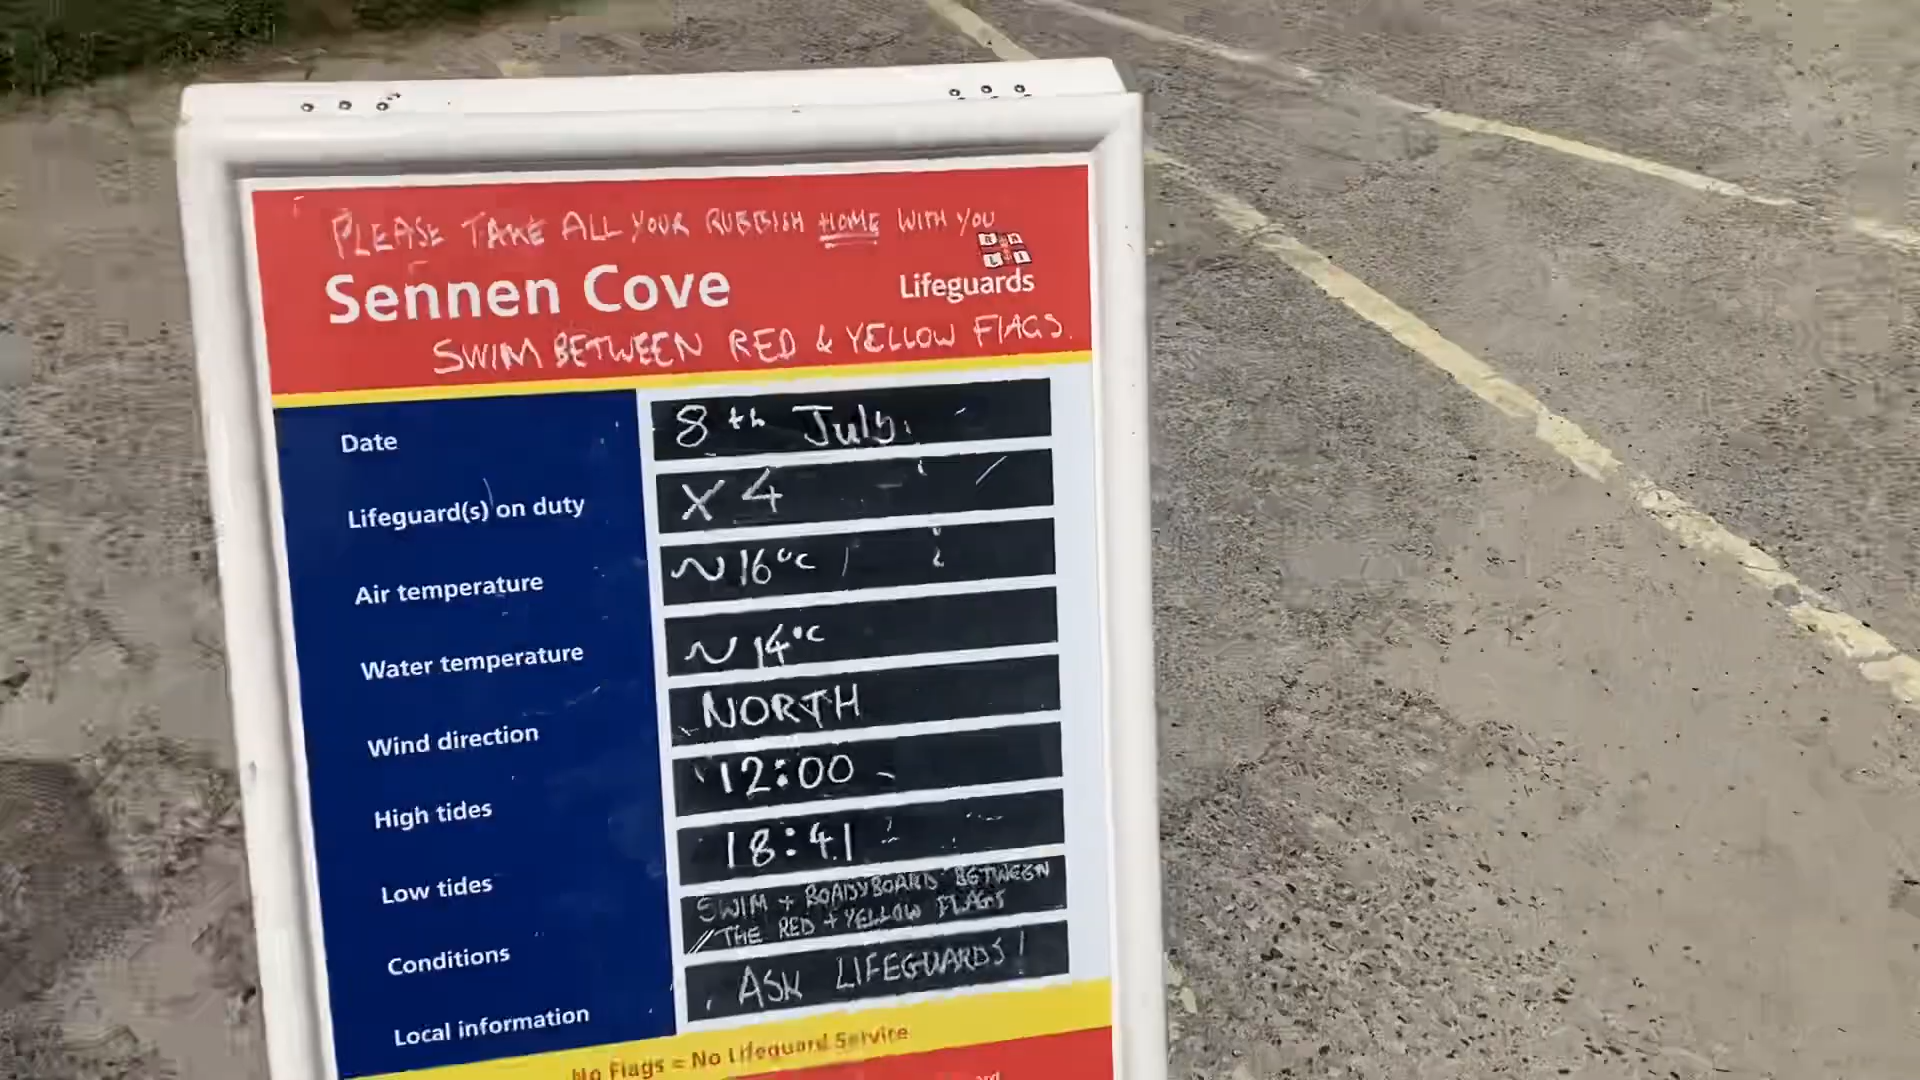 PLEASE TAKE ALL YOUR RUBBISH HOME WITH YOU
RNLI
Sennen Cove
Lifeguards
SWIM BETWEEN RED & YELLOW FLAGS.
Date 8th July.
Lifeguard(s) on duty X 4
Air temperature ~16°C
Water temperature ~14°C
Wind direction NORTH
High tides 12:00
Low tides 18:41
Conditions SWIM + BOADYBOARD BETWEEN
THE RED + YELLOW FLAGS
Local information ASK LIFEGUARDS!
No Flags = No Lifeguard Service